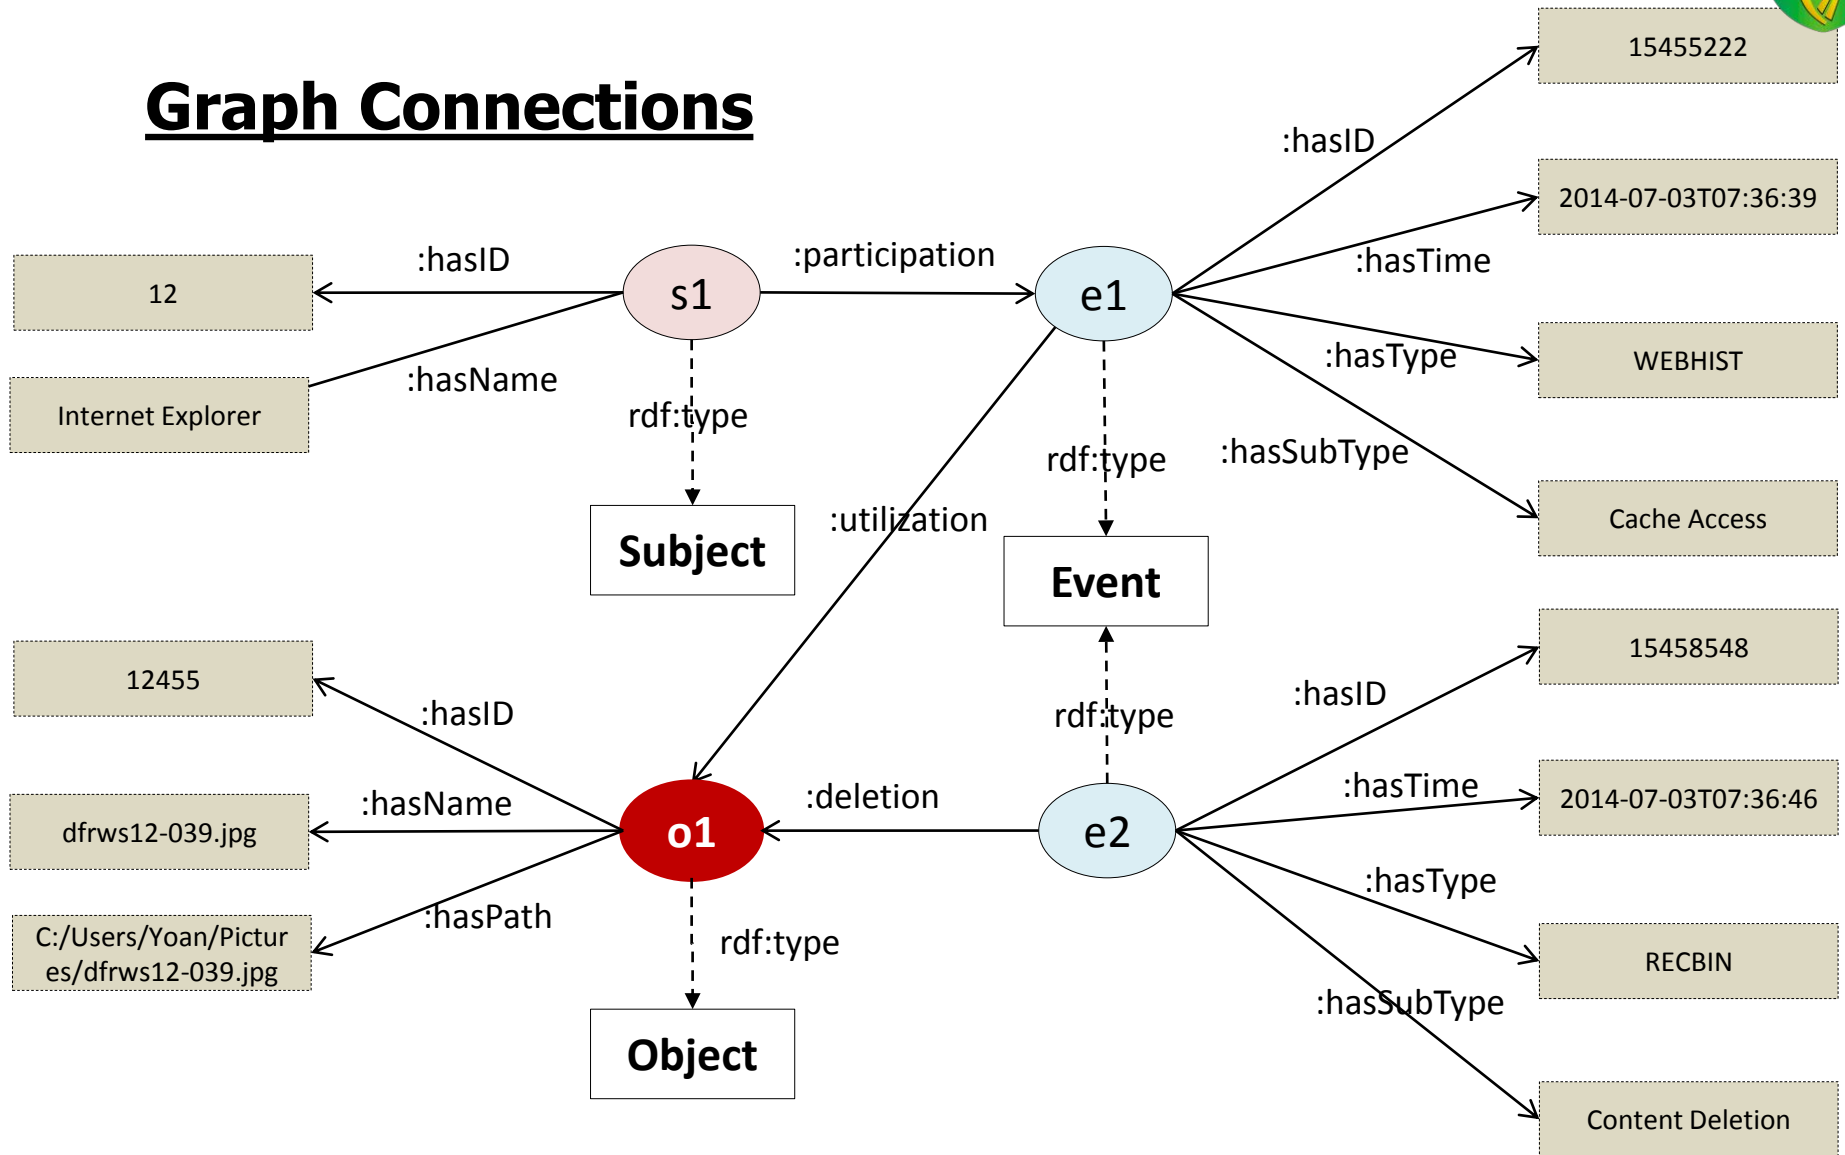 Graph Connections
15455222
:hasID
2014-07-03T07:36:39
:hasTime
:hasID
:participation
12
s1
e1
:hasType
WEBHIST
:hasName
Internet Explorer
rdf:type
rdf:type
:hasSubType
:utilization
Cache Access
Subject
Event
12455
:hasID
15458548
:hasID
rdf:type
:hasName
:deletion
:hasTime
2014-07-03T07:36:46
dfrws12-039.jpg
o1
e2
:hasType
:hasPath
C:/Users/Yoan/Pictur
es/dfrws12-039.jpg
rdf:type
RECBIN
:hasSubType
Object
Content Deletion